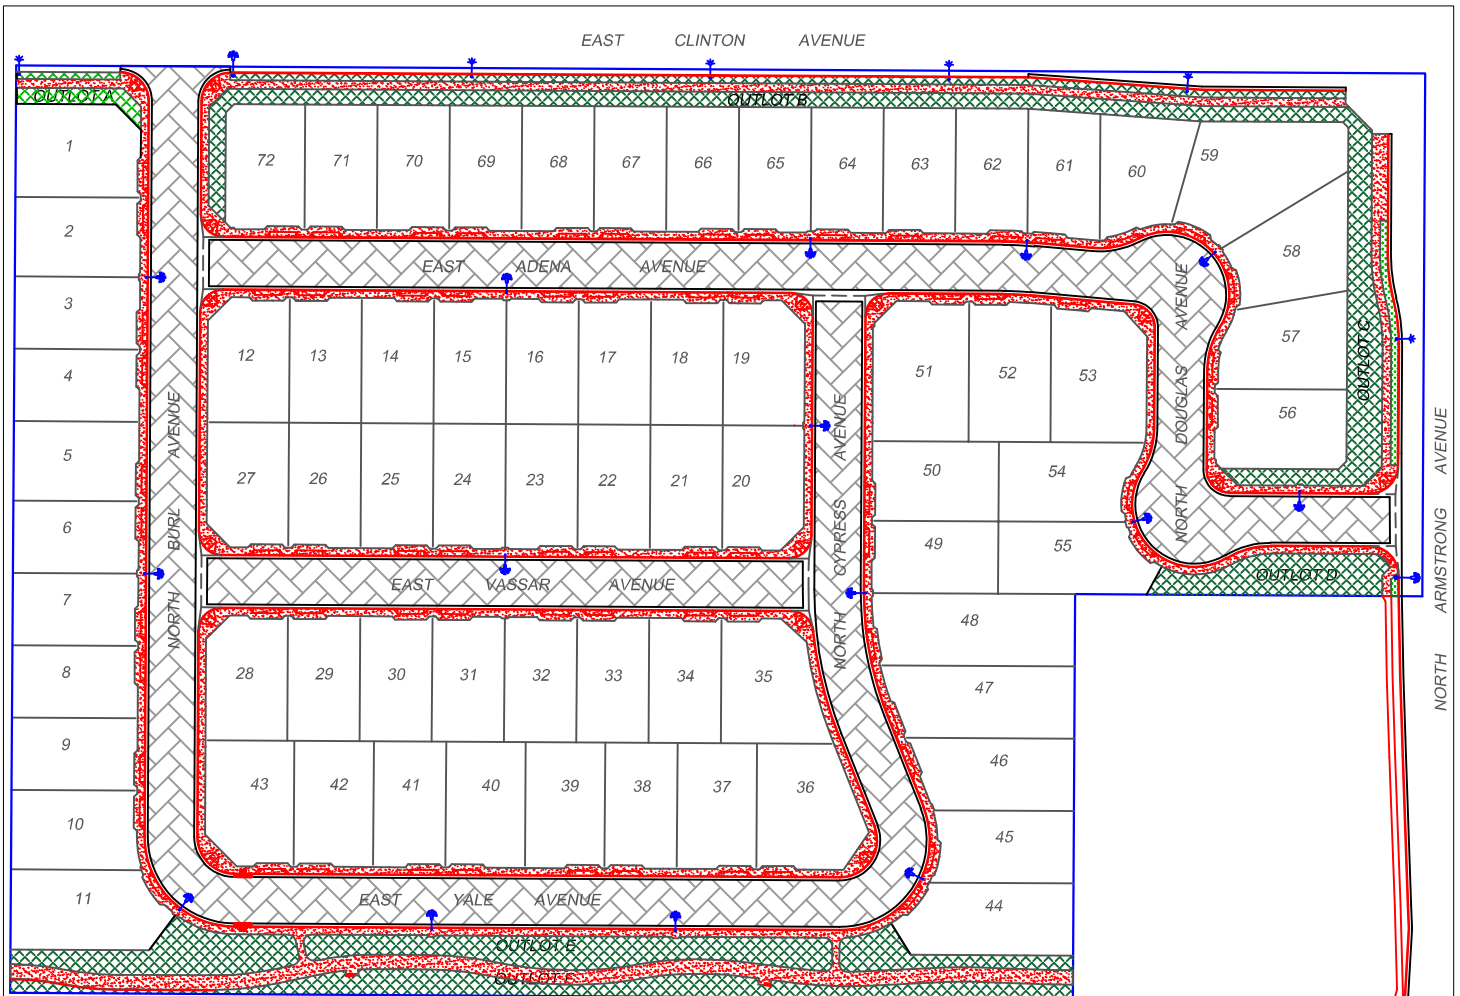 EAST CLINTON AVENUE
OUTLOT A
OUTLOT B
1
72 71 70 69 68 67 66 65 64 63 62 61 60 59
2
58
EAST ADENA AVENUE
3
NORTH DOUGLAS AVENUE
57
OUTLOT C
12 13 14 15 16 17 18 19
51 52 53
4
56
NORTH BURL AVENUE
NORTH CYPRESS AVENUE
NORTH ARMSTRONG AVENUE
5
27 26 25 24 23 22 21 20
50 54
6
49 55
EAST VASSAR AVENUE
OUTLOT D
7
48
8
28 29 30 31 32 33 34 35
47
9
46
43 42 41 40 39 38 37 36
10
45
11
EAST YALE AVENUE
44
OUTLOT E